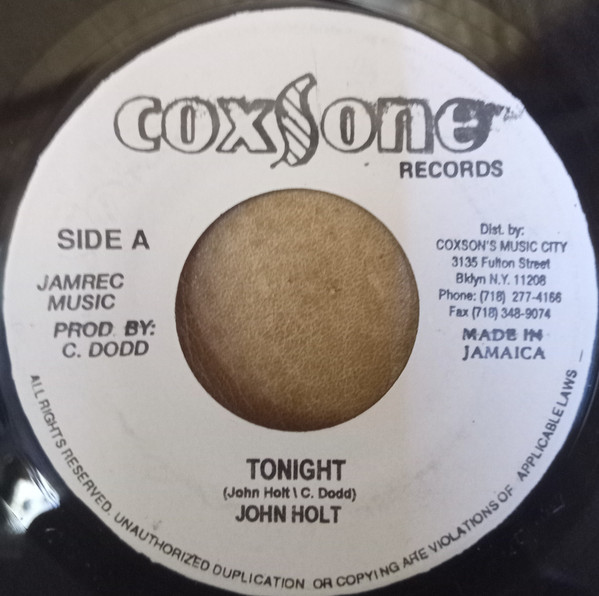 coxsone
RECORDS
SIDE A
JAMREC
MUSIC
PROD. BY:
C. DODD
Dist. by:
COXSON'S MUSIC CITY
3135 Fulton Street
Bklyn N.Y. 11208
Phone: (718) 277-4166
Fax (718) 348-9074
MADE IN
JAMAICA
TONIGHT
(John Holt \ C. Dodd)
JOHN HOLT
ALL RIGHTS RESERVED. UNAUTHORIZED DUPLICATION OR COPYING ARE VIOLATIONS OF APPLICABLE LAWS